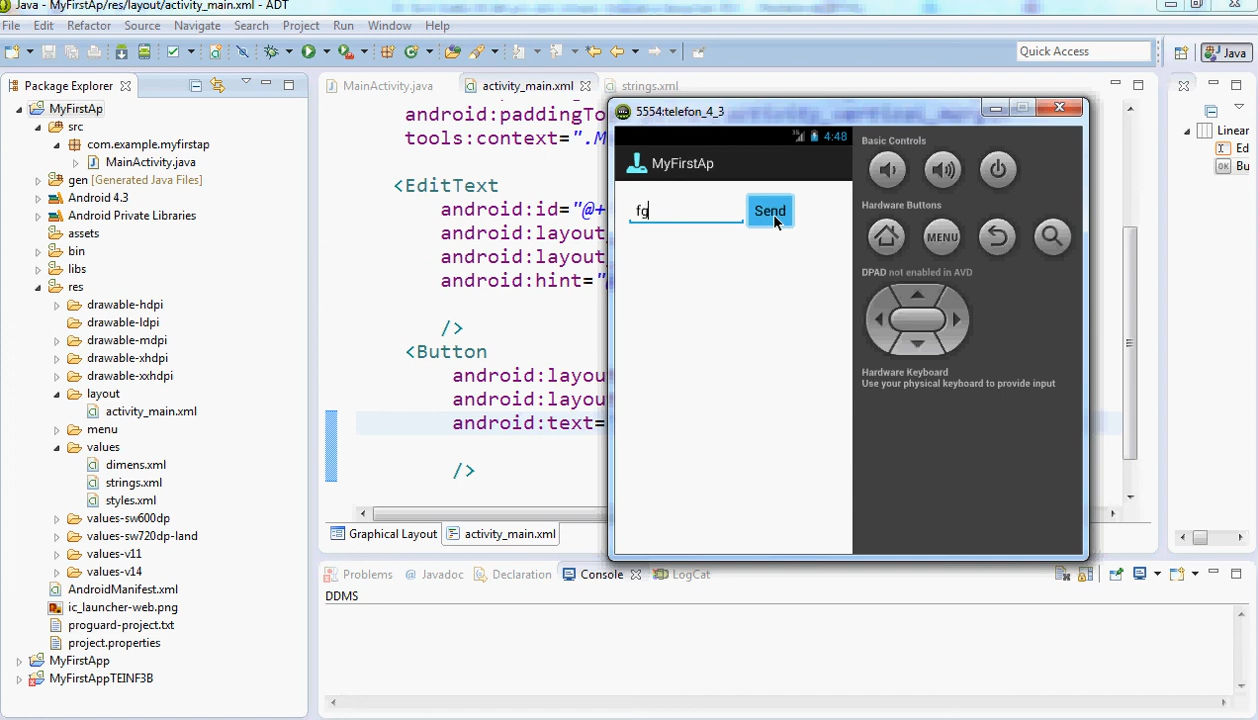 Java - MyFirstAp/res/layout/activity_main.xml - ADT
File Edit Refactor Source Navigate Search Project Run Window Help
Quick Access
Java
Package Explorer
MyFirstAp
src
com.example.myfirstap
MainActivity.java
gen [Generated Java Files]
Android 4.3
Android Private Libraries
assets
bin
libs
res
drawable-hdpi
drawable-ldpi
drawable-mdpi
drawable-xhdpi
drawable-xxhdpi
layout
activity_main.xml
menu
values
dimens.xml
strings.xml
styles.xml
values-sw600dp
values-sw720dp-land
values-v11
values-v14
AndroidManifest.xml
ic_launcher-web.png
proguard-project.txt
project.properties
MyFirstApp
MyFirstAppTEINF3B
MainActivity.java
activity_main.xml
strings.xml
android:paddingTo
tools:context=".M
<EditText
android:id="@+
android:layout_
android:layout_
android:hint="
/>
<Button
android:layou
android:layou
android:text=
/>
Graphical Layout
activity_main.xml
5554:telefon_4_3
3G 4:48
MyFirstAp
fg
Send
Basic Controls
Hardware Buttons
MENU
DPAD not enabled in AVD
Hardware Keyboard
Use your physical keyboard to provide input
Linear
Ed
OK Bu
Problems @ Javadoc Declaration Console LogCat
DDMS